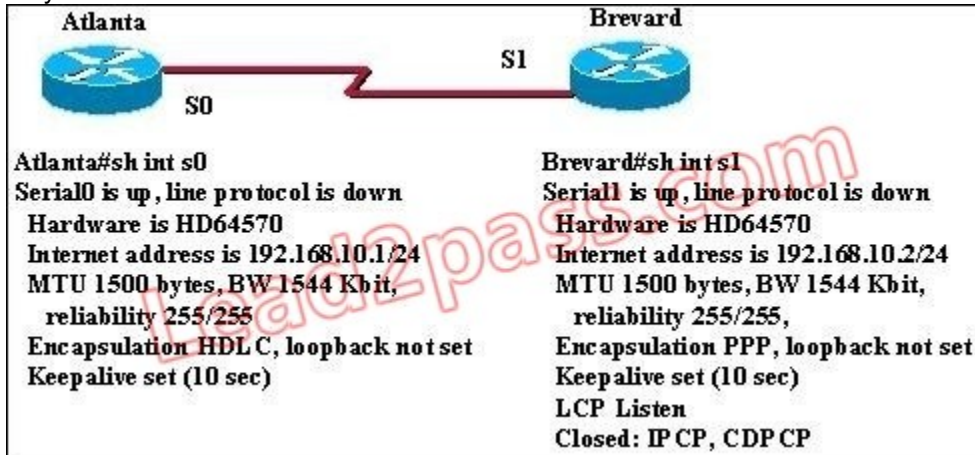 Atlanta
Brevard
S1
S0
Atlanta#sh int s0
Serial0 is up, line protocol is down
Hardware is HD64570
Internet address is 192.168.10.1/24
MTU 1500 bytes, BW 1544 Kbit,
reliability 255/255
Encapsulation HDLC, loopback not set
Keepalive set (10 sec)
Brevard#sh int s1
Serial1 is up, line protocol is down
Hardware is HD64570
Internet address is 192.168.10.2/24
MTU 1500 bytes, BW 1544 Kbit,
reliability 255/255,
Encapsulation PPP, loopback not set
Keepalive set (10 sec)
LCP Listen
Closed: IPCP, CDPCP
Lead2pass.com